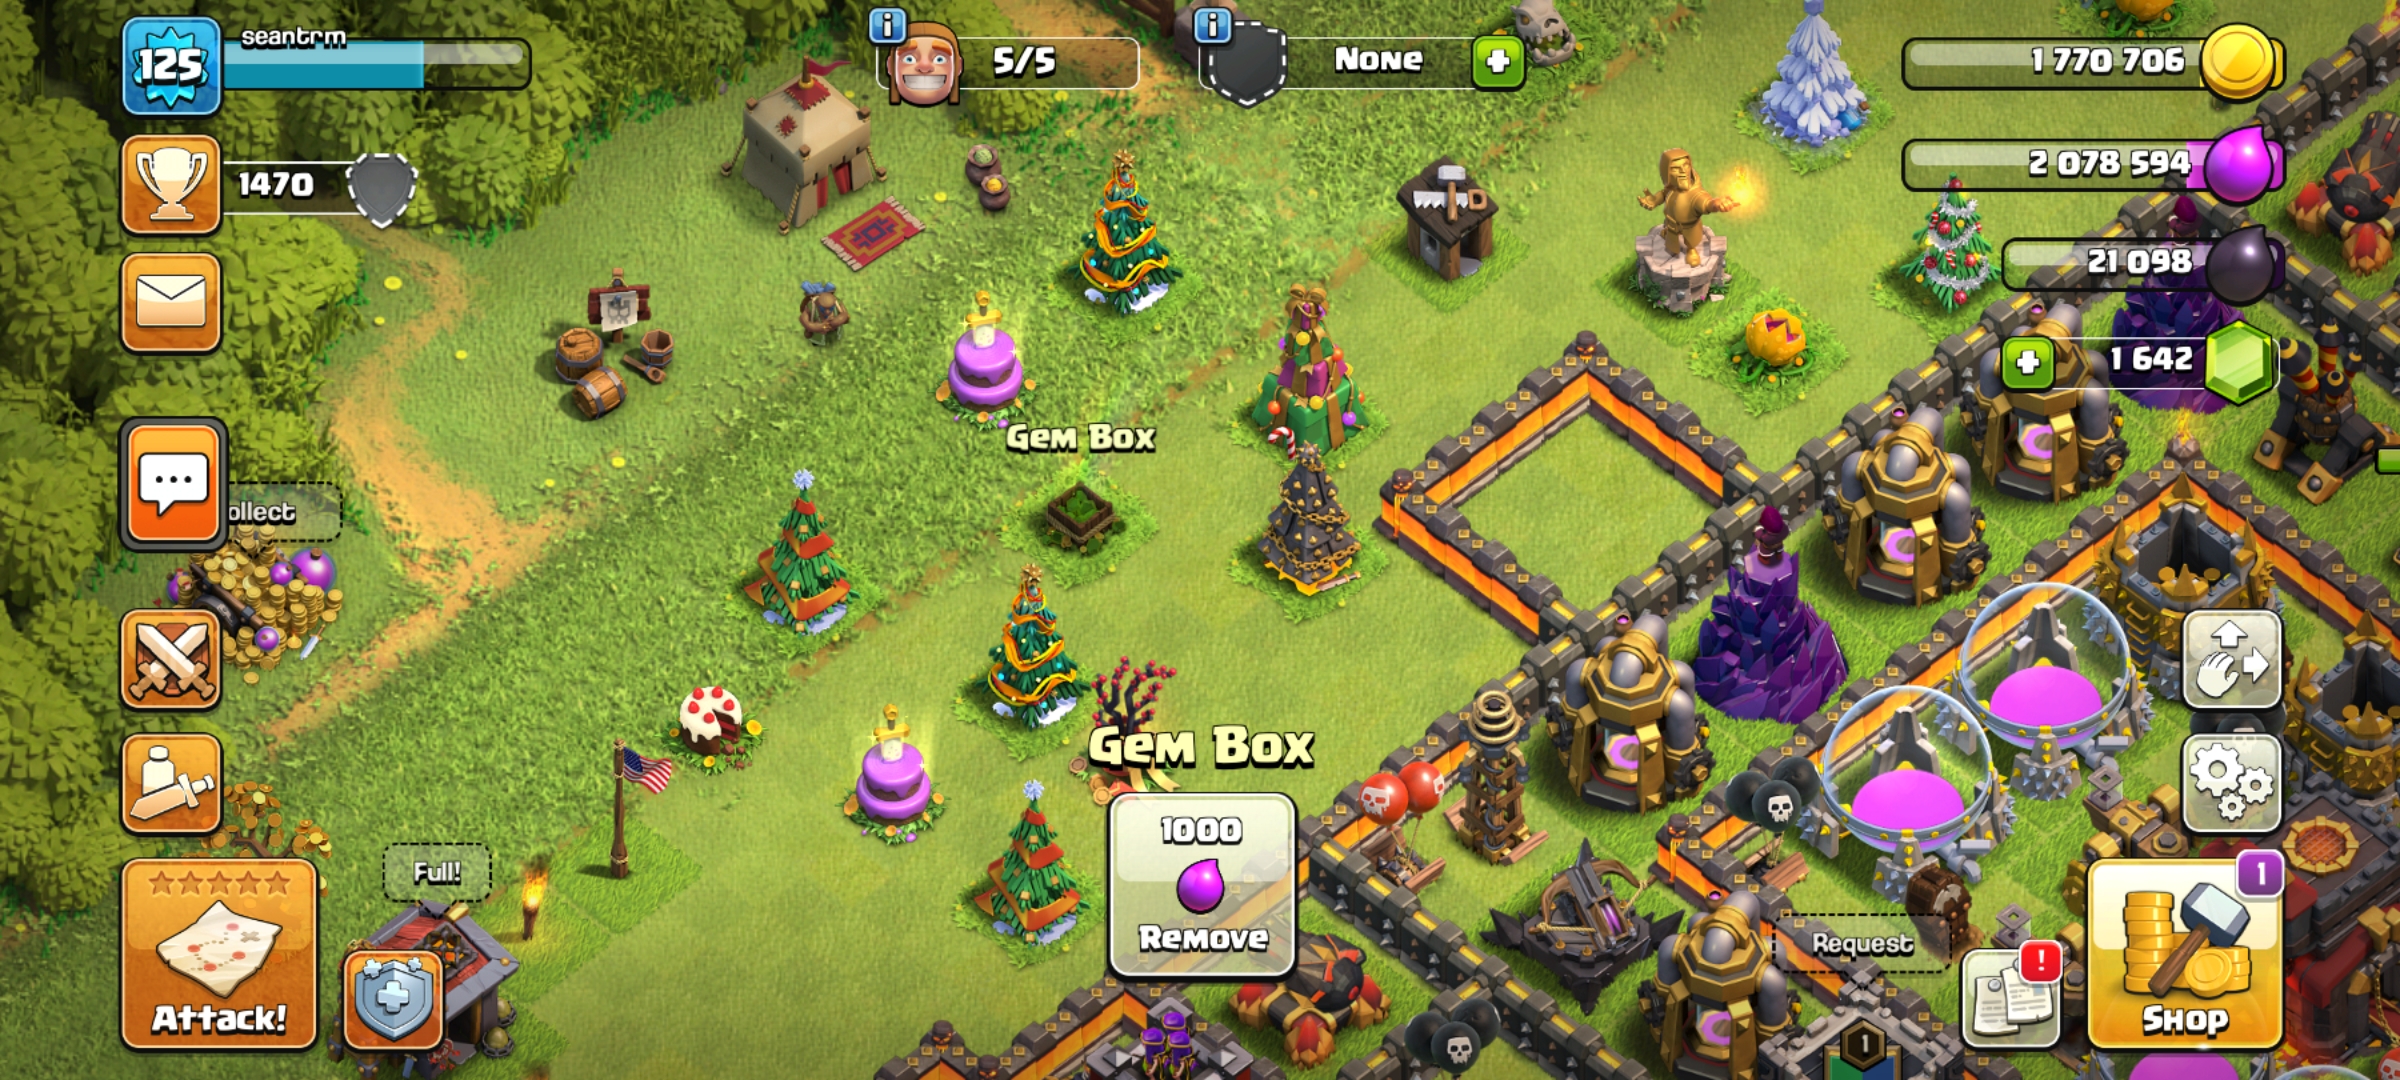 125
seantrm
5/5
None
1 770 706
2 078 594
21 098
1 642
1470
Gem Box
ollect
Gem Box
1000
Remove
Full!
Attack!
Request
1
!
1
Shop